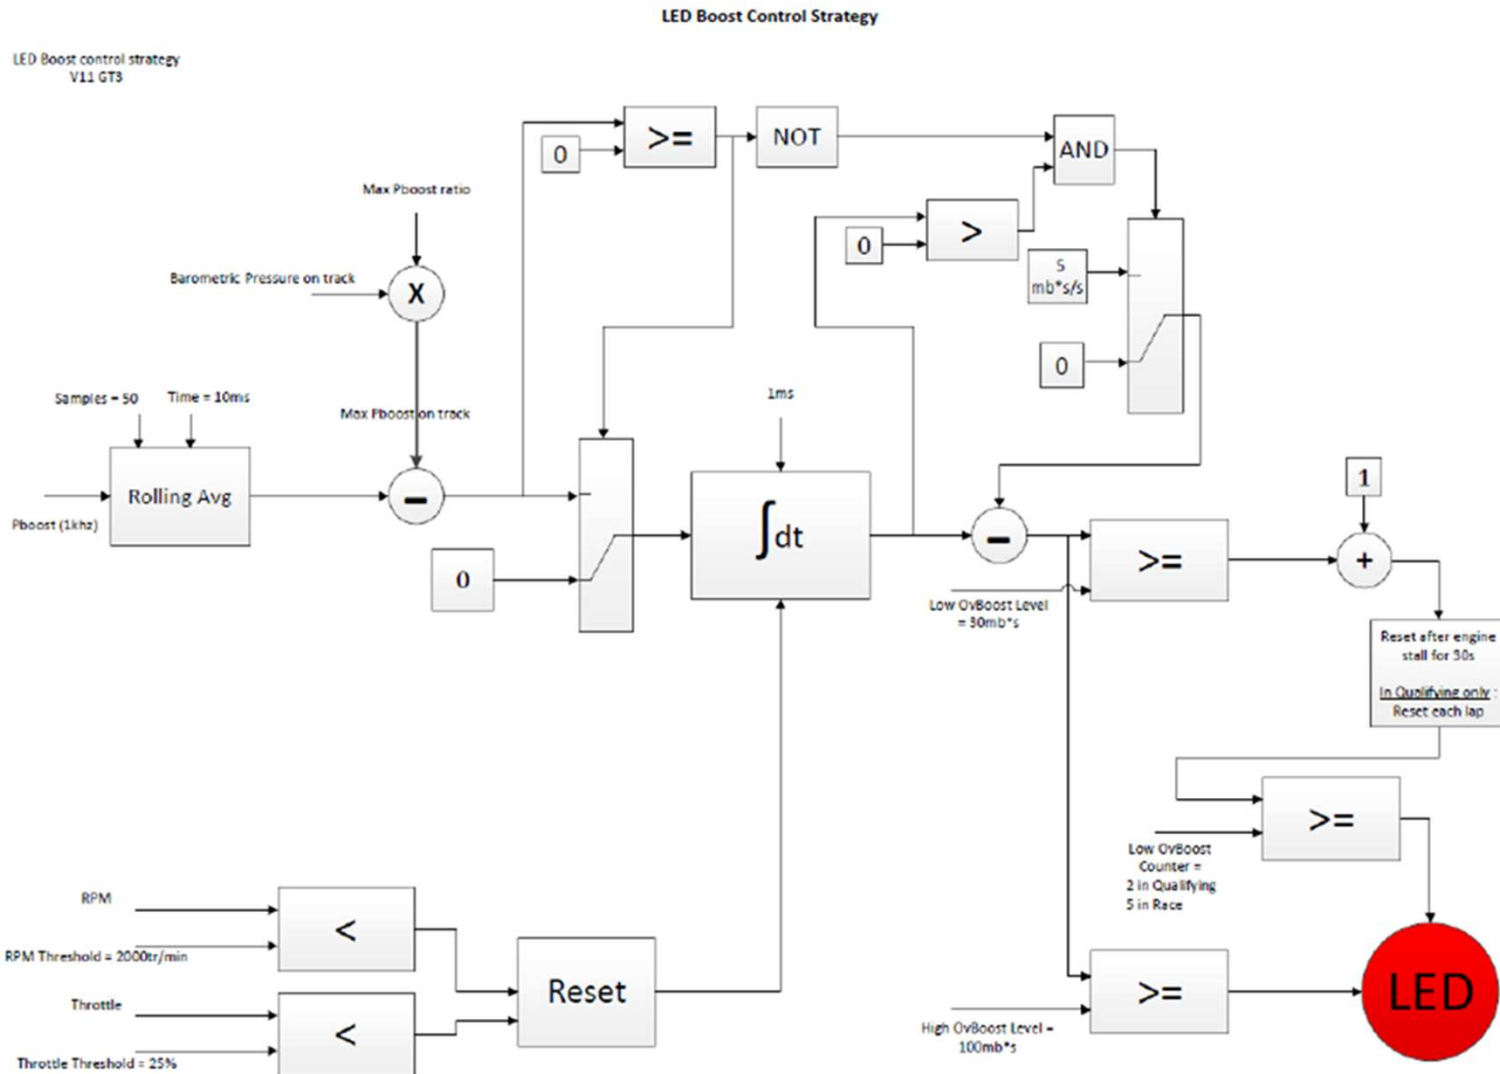 LED Boost Control Strategy
LED Boost control strategy
V11 GT3
>=
NOT
AND
0
Max Pboost ratio
>
0
5
mb*s/s
Barometric Pressure on track
X
0
1ms
Samples = 50
Time = 10ms
Max Pboost on track
Rolling Avg
-
Pboost (1khz)
∫dt
-
1
>=
+
0
Low OvBoost Level
= 30mb*s
Reset after engine
stall for 30s
In Qualifying only :
Reset each lap
>=
Low OvBoost
Counter =
2 in Qualifying
5 in Race
RPM
<
RPM Threshold = 2000tr/min
Reset
Throttle
<
Throttle Threshold = 25%
>=
LED
High OvBoost Level =
100mb*s